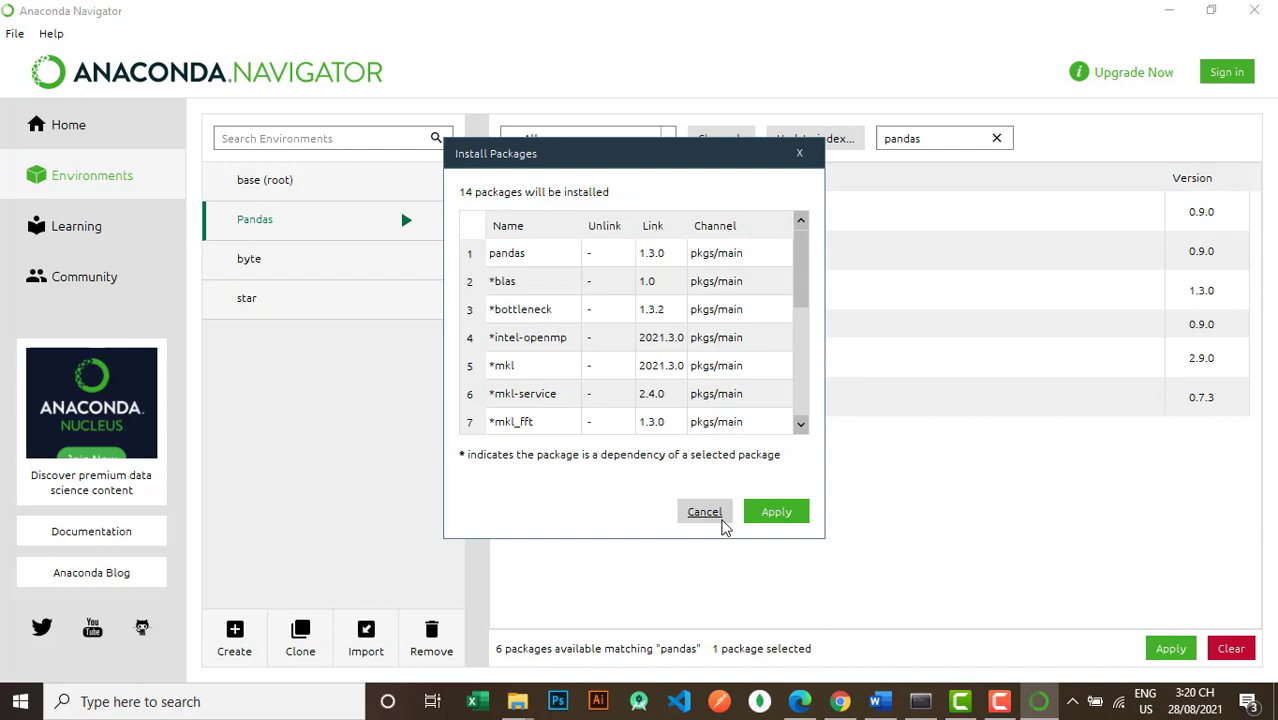 Anaconda Navigator
File Help
ANACONDA.NAVIGATOR
i Upgrade Now Sign in
Home
Environments
Learning
Community
ANACONDA.
NUCLEUS
Join Now
Discover premium data
science content
Documentation
Anaconda Blog
You
Tube
Search Environments
base (root)
Pandas
byte
star
Create Clone Import Remove
pandas
Version
0.9.0
0.9.0
1.3.0
0.9.0
2.9.0
0.7.3
Install Packages X
14 packages will be installed
Name Unlink Link Channel
1 pandas - 1.3.0 pkgs/main
2 *blas - 1.0 pkgs/main
3 *bottleneck - 1.3.2 pkgs/main
4 *intel-openmp - 2021.3.0 pkgs/main
5 *mkl - 2021.3.0 pkgs/main
6 *mkl-service - 2.4.0 pkgs/main
7 *mkl_fft - 1.3.0 pkgs/main
* indicates the package is a dependency of a selected package
Cancel Apply
6 packages available matching "pandas" 1 package selected Apply Clear
Type here to search
Ps Ai
ENG
US
3:20 CH
28/08/2021
3